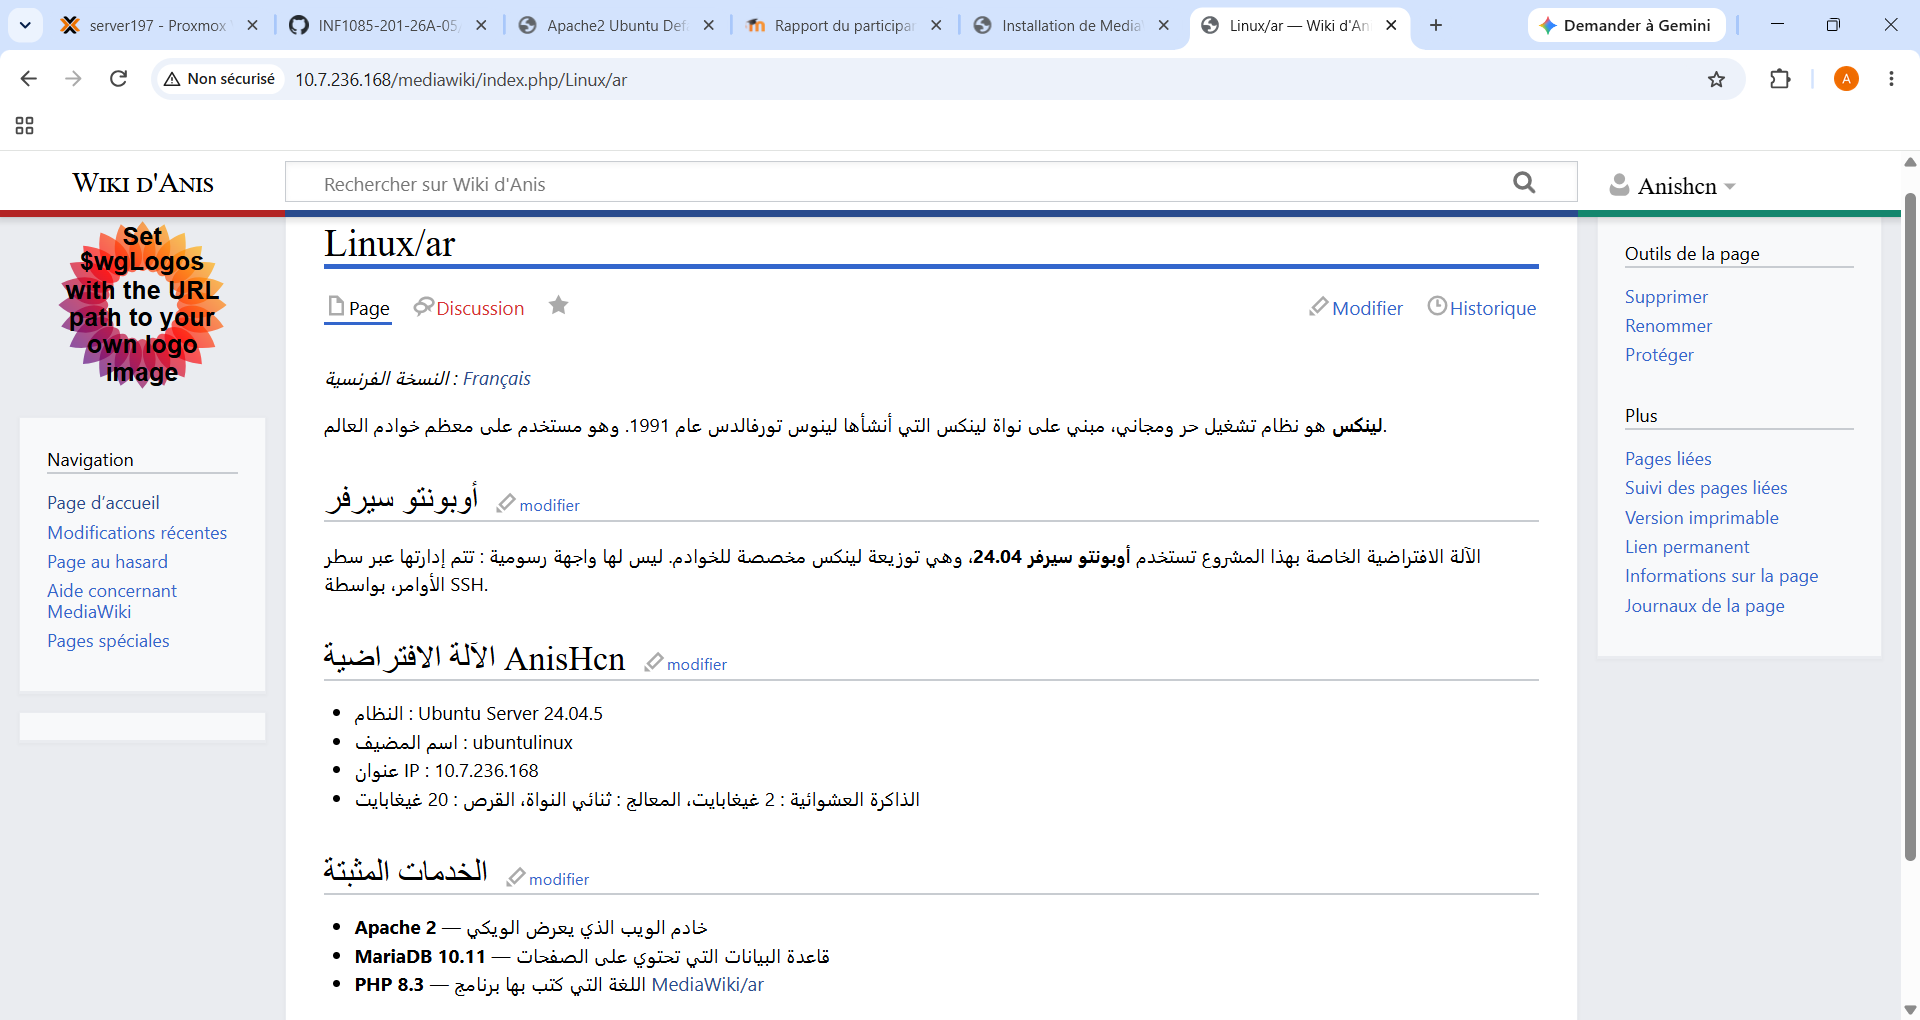 server197 - Proxmox
INF1085-201-26A-05
Apache2 Ubuntu Def
Rapport du participan
Installation de Media
Linux/ar — Wiki d'An
Demander à Gemini
Non sécurisé
10.7.236.168/mediawiki/index.php/Linux/ar
A
Wiki d'Anis
Rechercher sur Wiki d'Anis
Anishcn
Set
$wgLogos
with the URL
path to your
own logo
image
Navigation
Page d’accueil
Modifications récentes
Page au hasard
Aide concernant
MediaWiki
Pages spéciales
Linux/ar
Page
Discussion
Modifier
Historique
النسخة الفرنسية : Français
لينكس هو نظام تشغيل حر ومجاني، مبني على نواة لينكس التي أنشأها لينوس تورفالدس عام 1991. وهو مستخدم على معظم خوادم العالم.
أوبونتو سيرفر modifier
الآلة الافتراضية الخاصة بهذا المشروع تستخدم أوبونتو سيرفر 24.04، وهي توزيعة لينكس مخصصة للخوادم. ليس لها واجهة رسومية : تتم إدارتها عبر سطر
الأوامر، بواسطة SSH.
الآلة الافتراضية AnisHcn modifier
النظام : Ubuntu Server 24.04.5
اسم المضيف : ubuntulinux
عنوان IP : 10.7.236.168
الذاكرة العشوائية : 2 غيغابايت، المعالج : ثنائي النواة، القرص : 20 غيغابايت
الخدمات المثبتة modifier
Apache 2 — خادم الويب الذي يعرض الويكي
MariaDB 10.11 — قاعدة البيانات التي تحتوي على الصفحات
PHP 8.3 — اللغة التي كتب بها برنامج MediaWiki/ar
Outils de la page
Supprimer
Renommer
Protéger
Plus
Pages liées
Suivi des pages liées
Version imprimable
Lien permanent
Informations sur la page
Journaux de la page